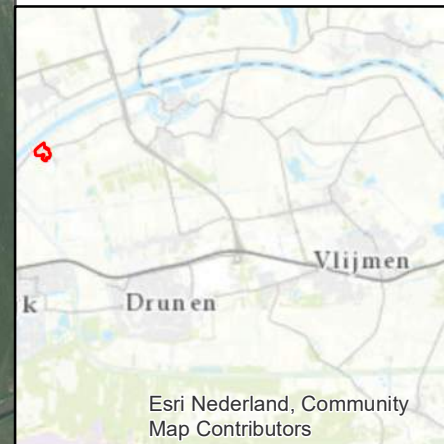 Vlijmen
k
Drunen
Esri Nederland, Community
Map Contributors